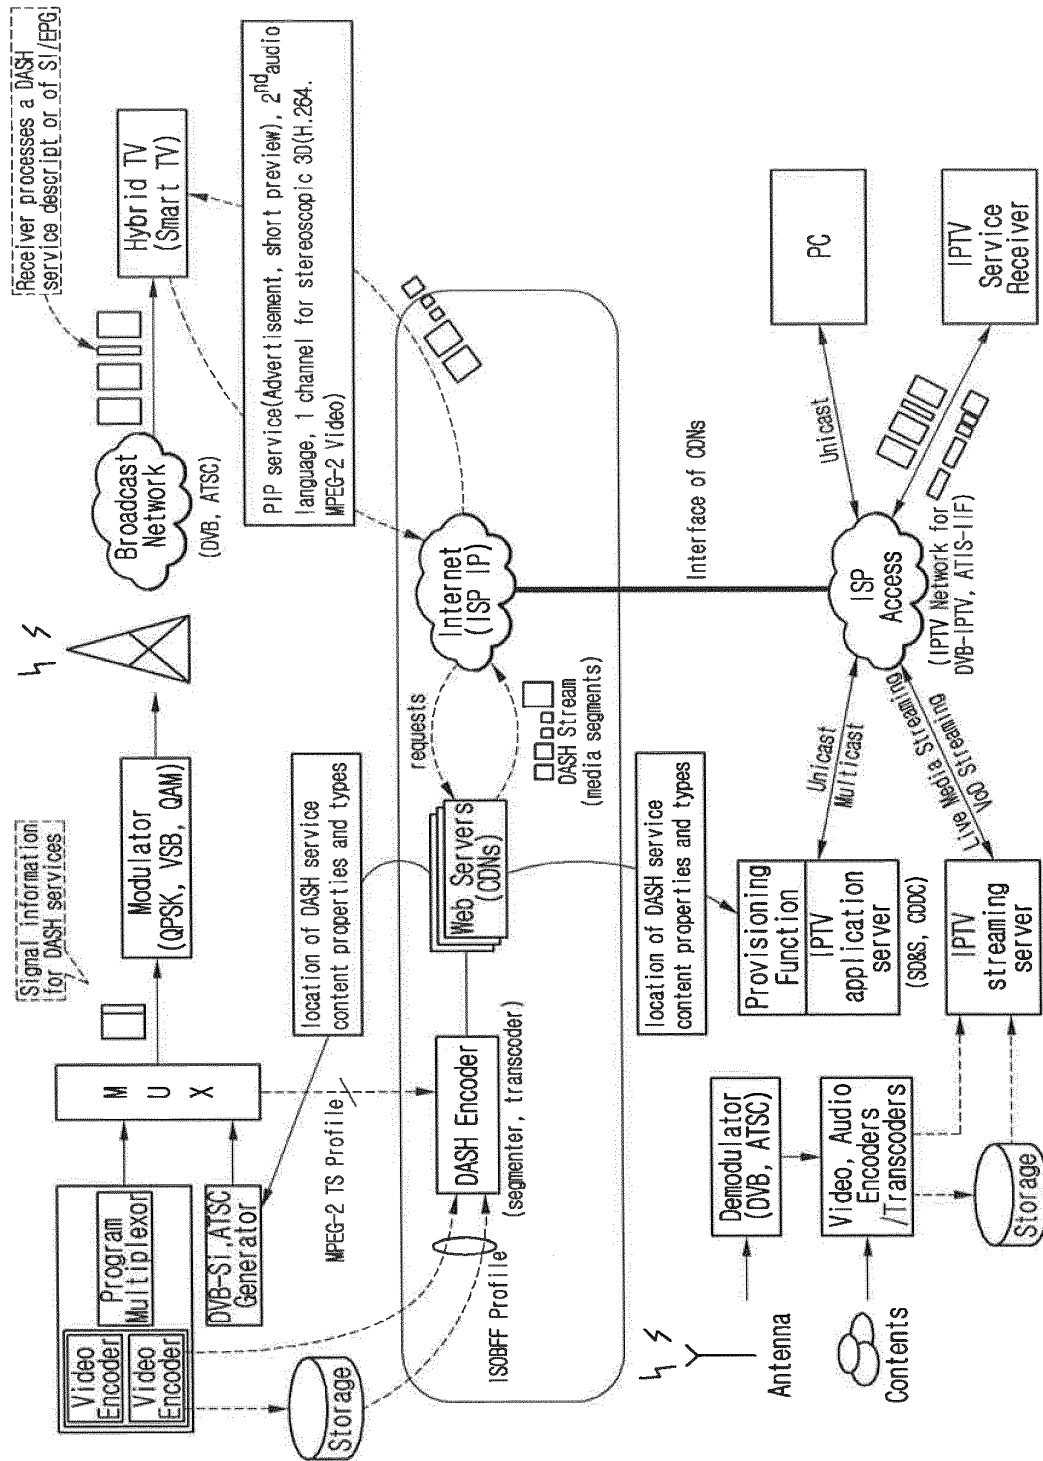 Signal information
for DASH services
Receiver processes a DASH
service descript or of SI/EPG
Video
Encoder
Video
Encoder
Program
Multiplexor
DVB-Si,ATSC
Generator
M
U
X
Modulator
(QPSK, VSB, QAM)
Broadcast
Network
(DVB, ATSC)
Hybrid TV
(Smart TV)
Storage
MPEG-2 TS Profile
location of DASH service
content properties and types
PIP service(Advertisement, short preview), 2nd audio
language, 1 channel for stereoscopic 3D(H.264.
MPEG-2 Video)
ISOBFF Profile
DASH Encoder
(segmenter, transcoder)
Web Servers
(CDNs)
requests
DASH Stream
(media segments)
Internet
(ISP IP)
location of DASH service
content properties and types
Interface of CDNs
Antenna
Contents
Demodulator
(DVB, ATSC)
Video, Audio
Encoders
/Transcoders
Storage
Provisioning
Function
IPTV
application
server
(SD&S, CDDC)
IPTV
streaming
server
Unicast
Multicast
Live Media Streaming
VoD Streaming
ISP
Access
(IPTV Network for
DVB-IPTV, ATIS-IIF)
Unicast
PC
IPTV
Service
Receiver